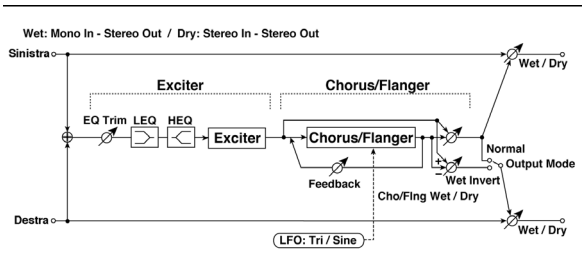 Wet: Mono In - Stereo Out / Dry: Stereo In - Stereo Out
Sinistra
Wet / Dry
Exciter
Chorus/Flanger
EQ Trim LEQ HEQ
Exciter
Chorus/Flanger
Normal
Output Mode
+
−
Wet Invert
Feedback
Cho/Flng Wet / Dry
Destra
Wet / Dry
LFO: Tri / Sine